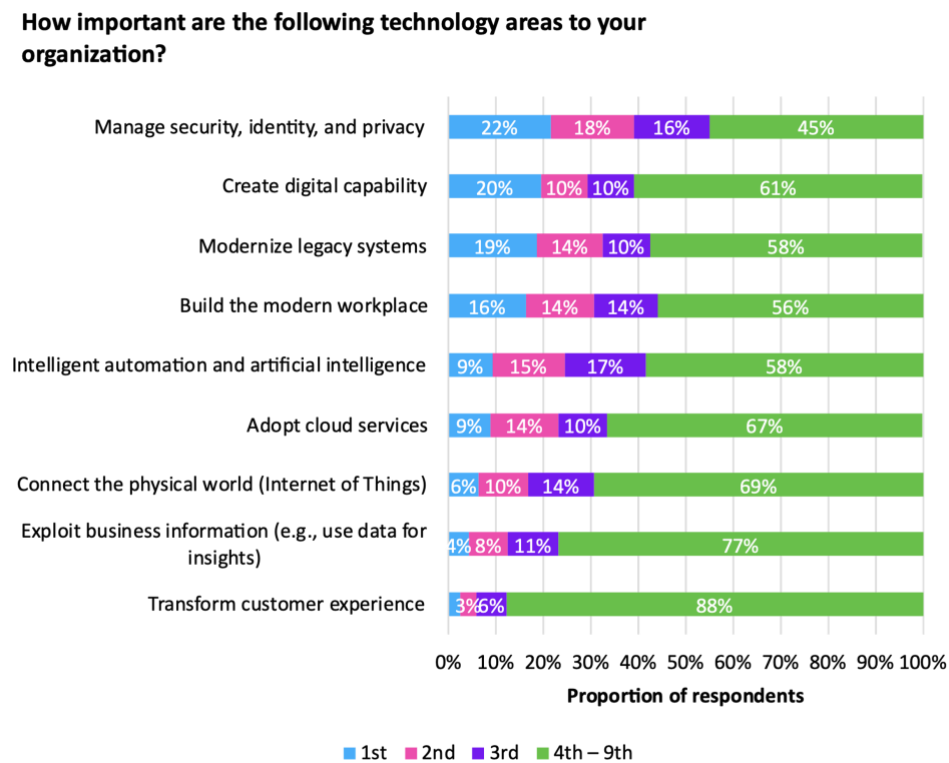 How important are the following technology areas to your
organization?
Manage security, identity, and privacy 22% 18% 16% 45%
Create digital capability 20% 10% 10% 61%
Modernize legacy systems 19% 14% 10% 58%
Build the modern workplace 16% 14% 14% 56%
Intelligent automation and artificial intelligence 9% 15% 17% 58%
Adopt cloud services 9% 14% 10% 67%
Connect the physical world (Internet of Things) 6% 10% 14% 69%
Exploit business information (e.g., use data for
insights) 4% 8% 11% 77%
Transform customer experience 3% 6% 88%
0% 10% 20% 30% 40% 50% 60% 70% 80% 90% 100%
Proportion of respondents
1st 2nd 3rd 4th – 9th